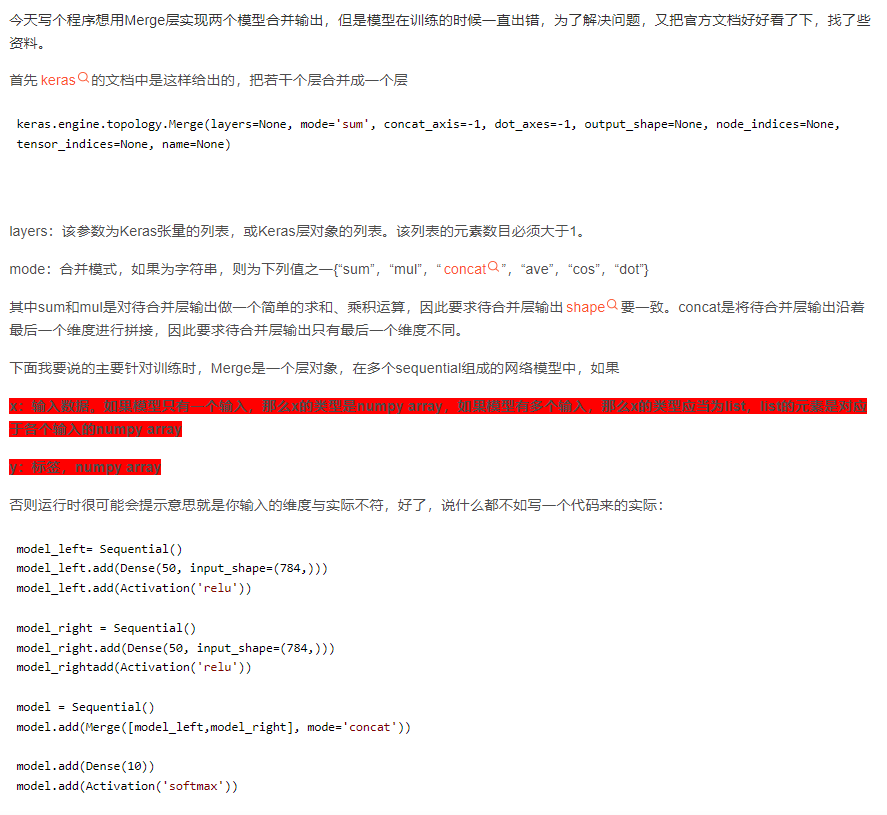 今天写个程序想用Merge层实现两个模型合并输出，但是模型在训练的时候一直出错，为了解决问题，又把官方文档好好看了下，找了些
资料。
首先 keras的文档中是这样给出的，把若干个层合并成一个层
keras.engine.topology.Merge(layers=None, mode='sum', concat_axis=-1, dot_axes=-1, output_shape=None, node_indices=None,
tensor_indices=None, name=None)
layers：该参数为Keras张量的列表，或Keras层对象的列表。该列表的元素数目必须大于1。
mode：合并模式，如果为字符串，则为下列值之一{“sum”，“mul”，“concat”，“ave”，“cos”，“dot”}
其中sum和mul是对待合并层输出做一个简单的求和、乘积运算，因此要求待合并层输出shape要一致。concat是将待合并层输出沿着
最后一个维度进行拼接，因此要求待合并层输出只有最后一个维度不同。
下面我要说的主要针对训练时，Merge是一个层对象，在多个sequential组成的网络模型中，如果
x：输入数据，如果模型只有一个输入，那么x的类型是numpy array，如果模型有多个输入，那么x的类型应当为list，list的元素是对应
于各个输入的numpy array
y：标签，numpy array
否则运行时很可能会提示意思就是你输入的维度与实际不符，好了，说什么都不如写一个代码来的实际：
model_left= Sequential()
model_left.add(Dense(50, input_shape=(784,)))
model_left.add(Activation('relu'))
model_right = Sequential()
model_right.add(Dense(50, input_shape=(784,)))
model_rightadd(Activation('relu'))
model = Sequential()
model.add(Merge([model_left,model_right], mode='concat'))
model.add(Dense(10))
model.add(Activation('softmax'))